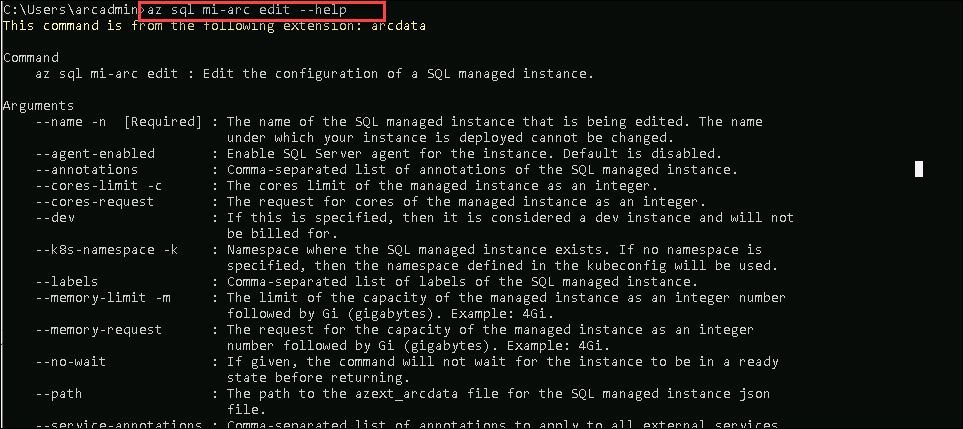 C:\Users\arcadmin>az sql mi-arc edit --help
This command is from the following extension: arcdata
Command
az sql mi-arc edit : Edit the configuration of a SQL managed instance.
Arguments
--name -n [Required] : The name of the SQL managed instance that is being edited. The name
under which your instance is deployed cannot be changed.
--agent-enabled : Enable SQL Server agent for the instance. Default is disabled.
--annotations : Comma-separated list of annotations of the SQL managed instance.
--cores-limit -c : The cores limit of the managed instance as an integer.
--cores-request : The request for cores of the managed instance as an integer.
--dev : If this is specified, then it is considered a dev instance and will not
be billed for.
--k8s-namespace -k : Namespace where the SQL managed instance exists. If no namespace is
specified, then the namespace defined in the kubeconfig will be used.
--labels : Comma-separated list of labels of the SQL managed instance.
--memory-limit -m : The limit of the capacity of the managed instance as an integer number
followed by Gi (gigabytes). Example: 4Gi.
--memory-request : The request for the capacity of the managed instance as an integer
number followed by Gi (gigabytes). Example: 4Gi.
--no-wait : If given, the command will not wait for the instance to be in a ready
state before returning.
--path : The path to the azext_arcdata file for the SQL managed instance json
file.
--service-annotations : Comma-separated list of annotations to apply to all external services